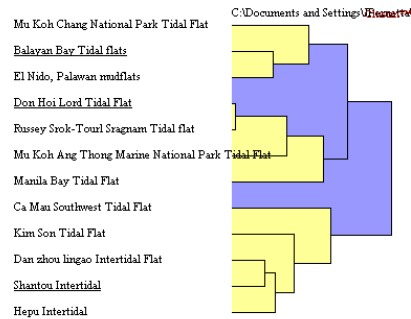 C:\Documents and Settings\
Mu Koh Chang National Park Tidal Flat
Balayan Bay Tidal flats
El Nido, Palawan mudflats
Don Hoi Lord Tidal Flat
Russey Srok-Tourl Sragnam Tidal flat
Mu Koh Ang Thong Marine National Park Tidal Flat
Manila Bay Tidal Flat
Ca Mau Southwest Tidal Flat
Kim Son Tidal Flat
Dan zhou lingao Intertidal Flat
Shantou Intertidal
Hepu Intertidal